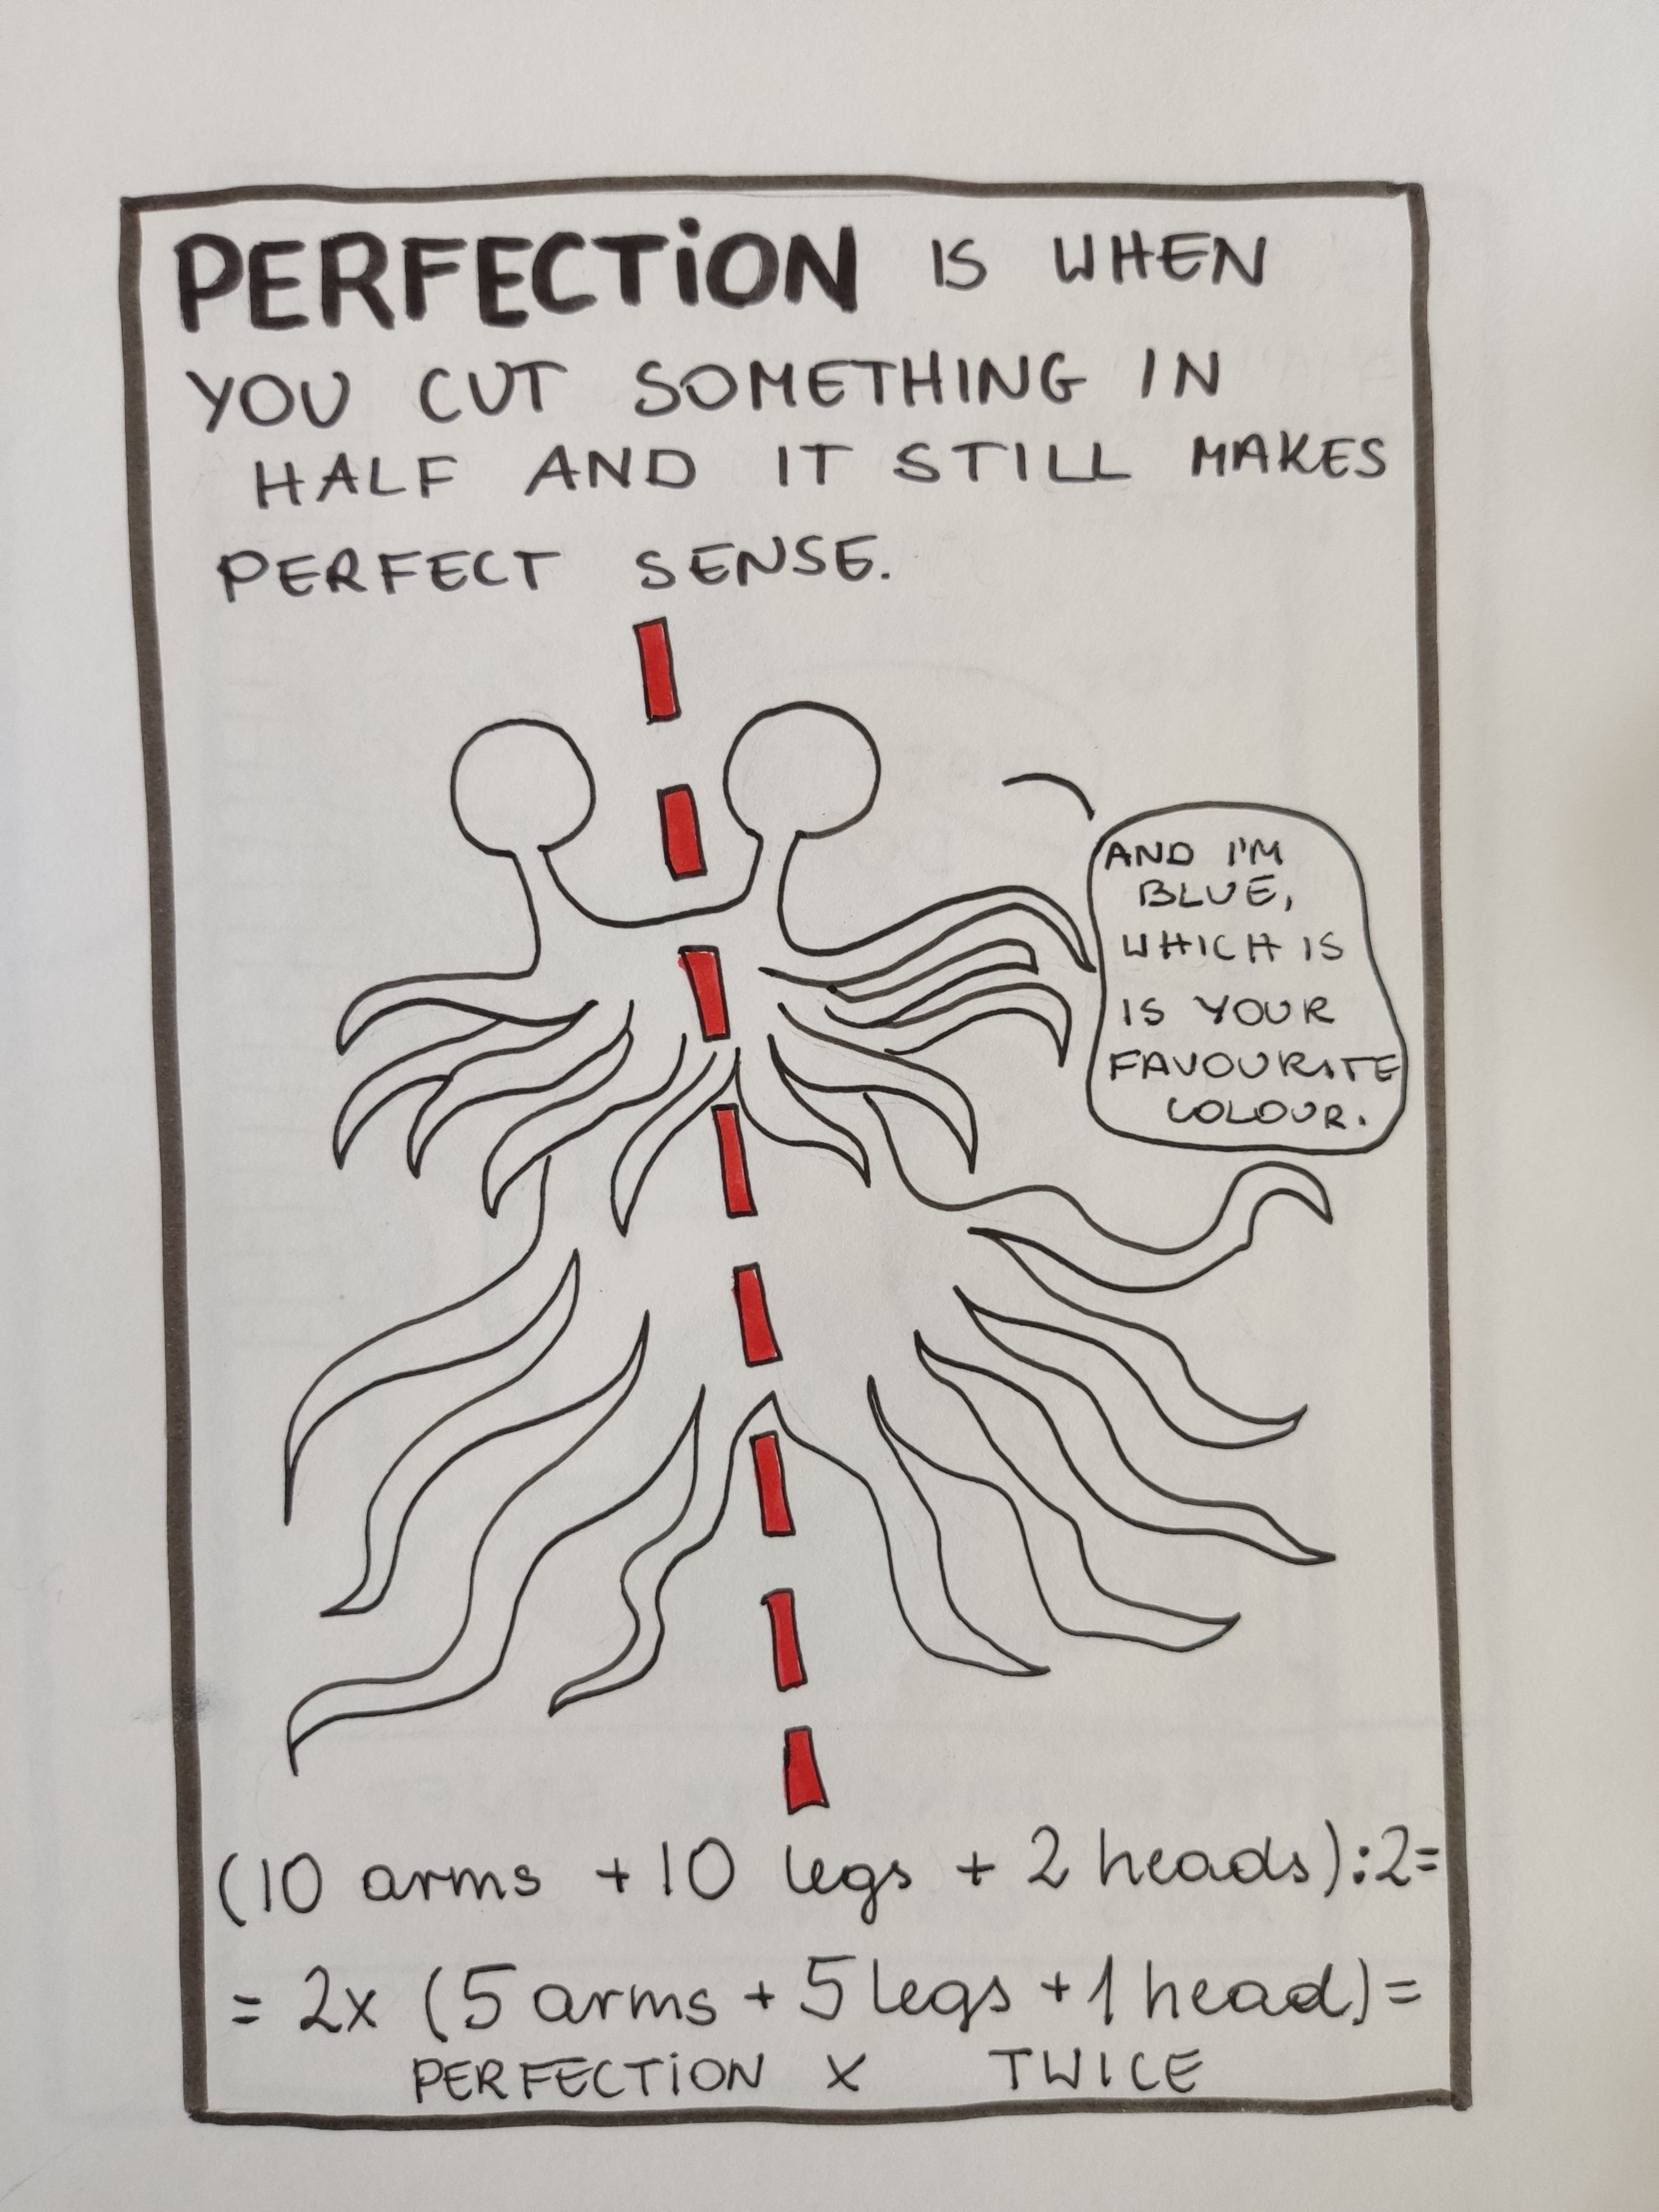 PERFECTiON IS WHEN
YOU CUT SOMETHING IN
HALF AND IT STILL MAKES
PERFECT SENSE.
AND I'M
BLUE,
WHICH IS
IS YOUR
FAVOURITE
COLOUR.
(10 arms + 10 legs + 2 heads):2=
= 2x (5 arms + 5 legs + 1 head)=
PERFECTiON X TWICE